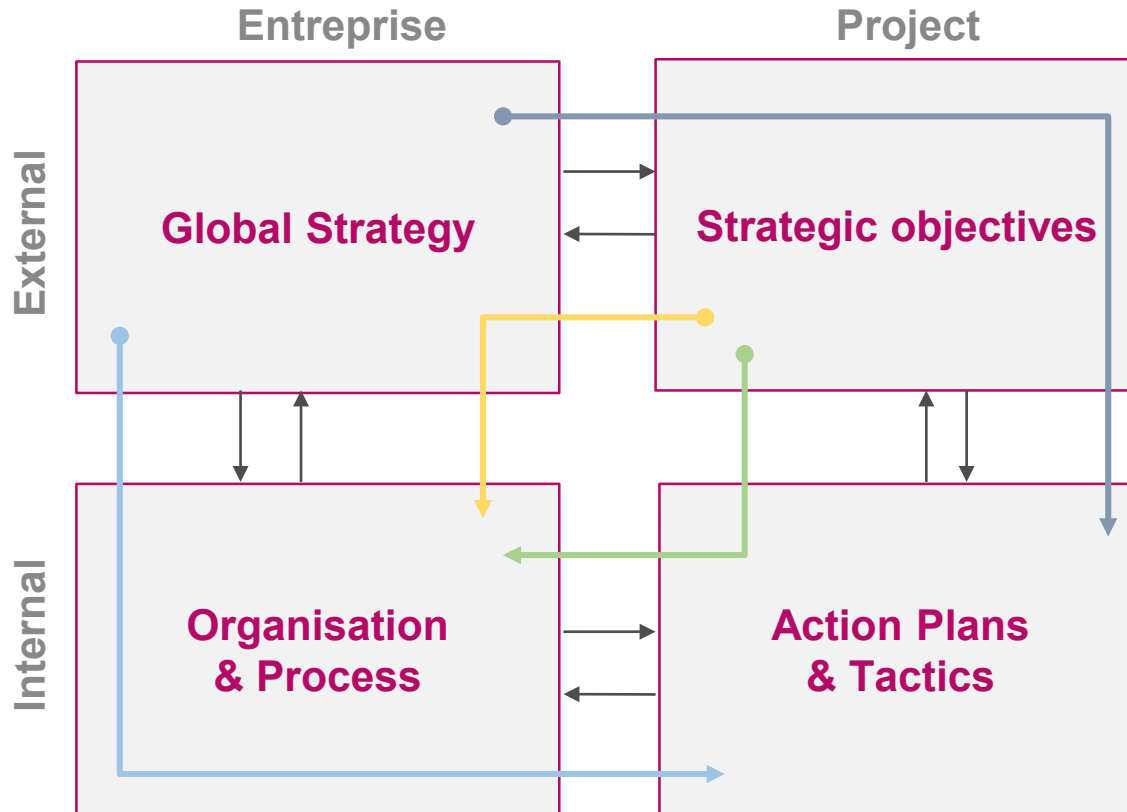 Entreprise
Project
External
Global Strategy
Strategic objectives
Internal
Organisation
& Process
Action Plans
& Tactics